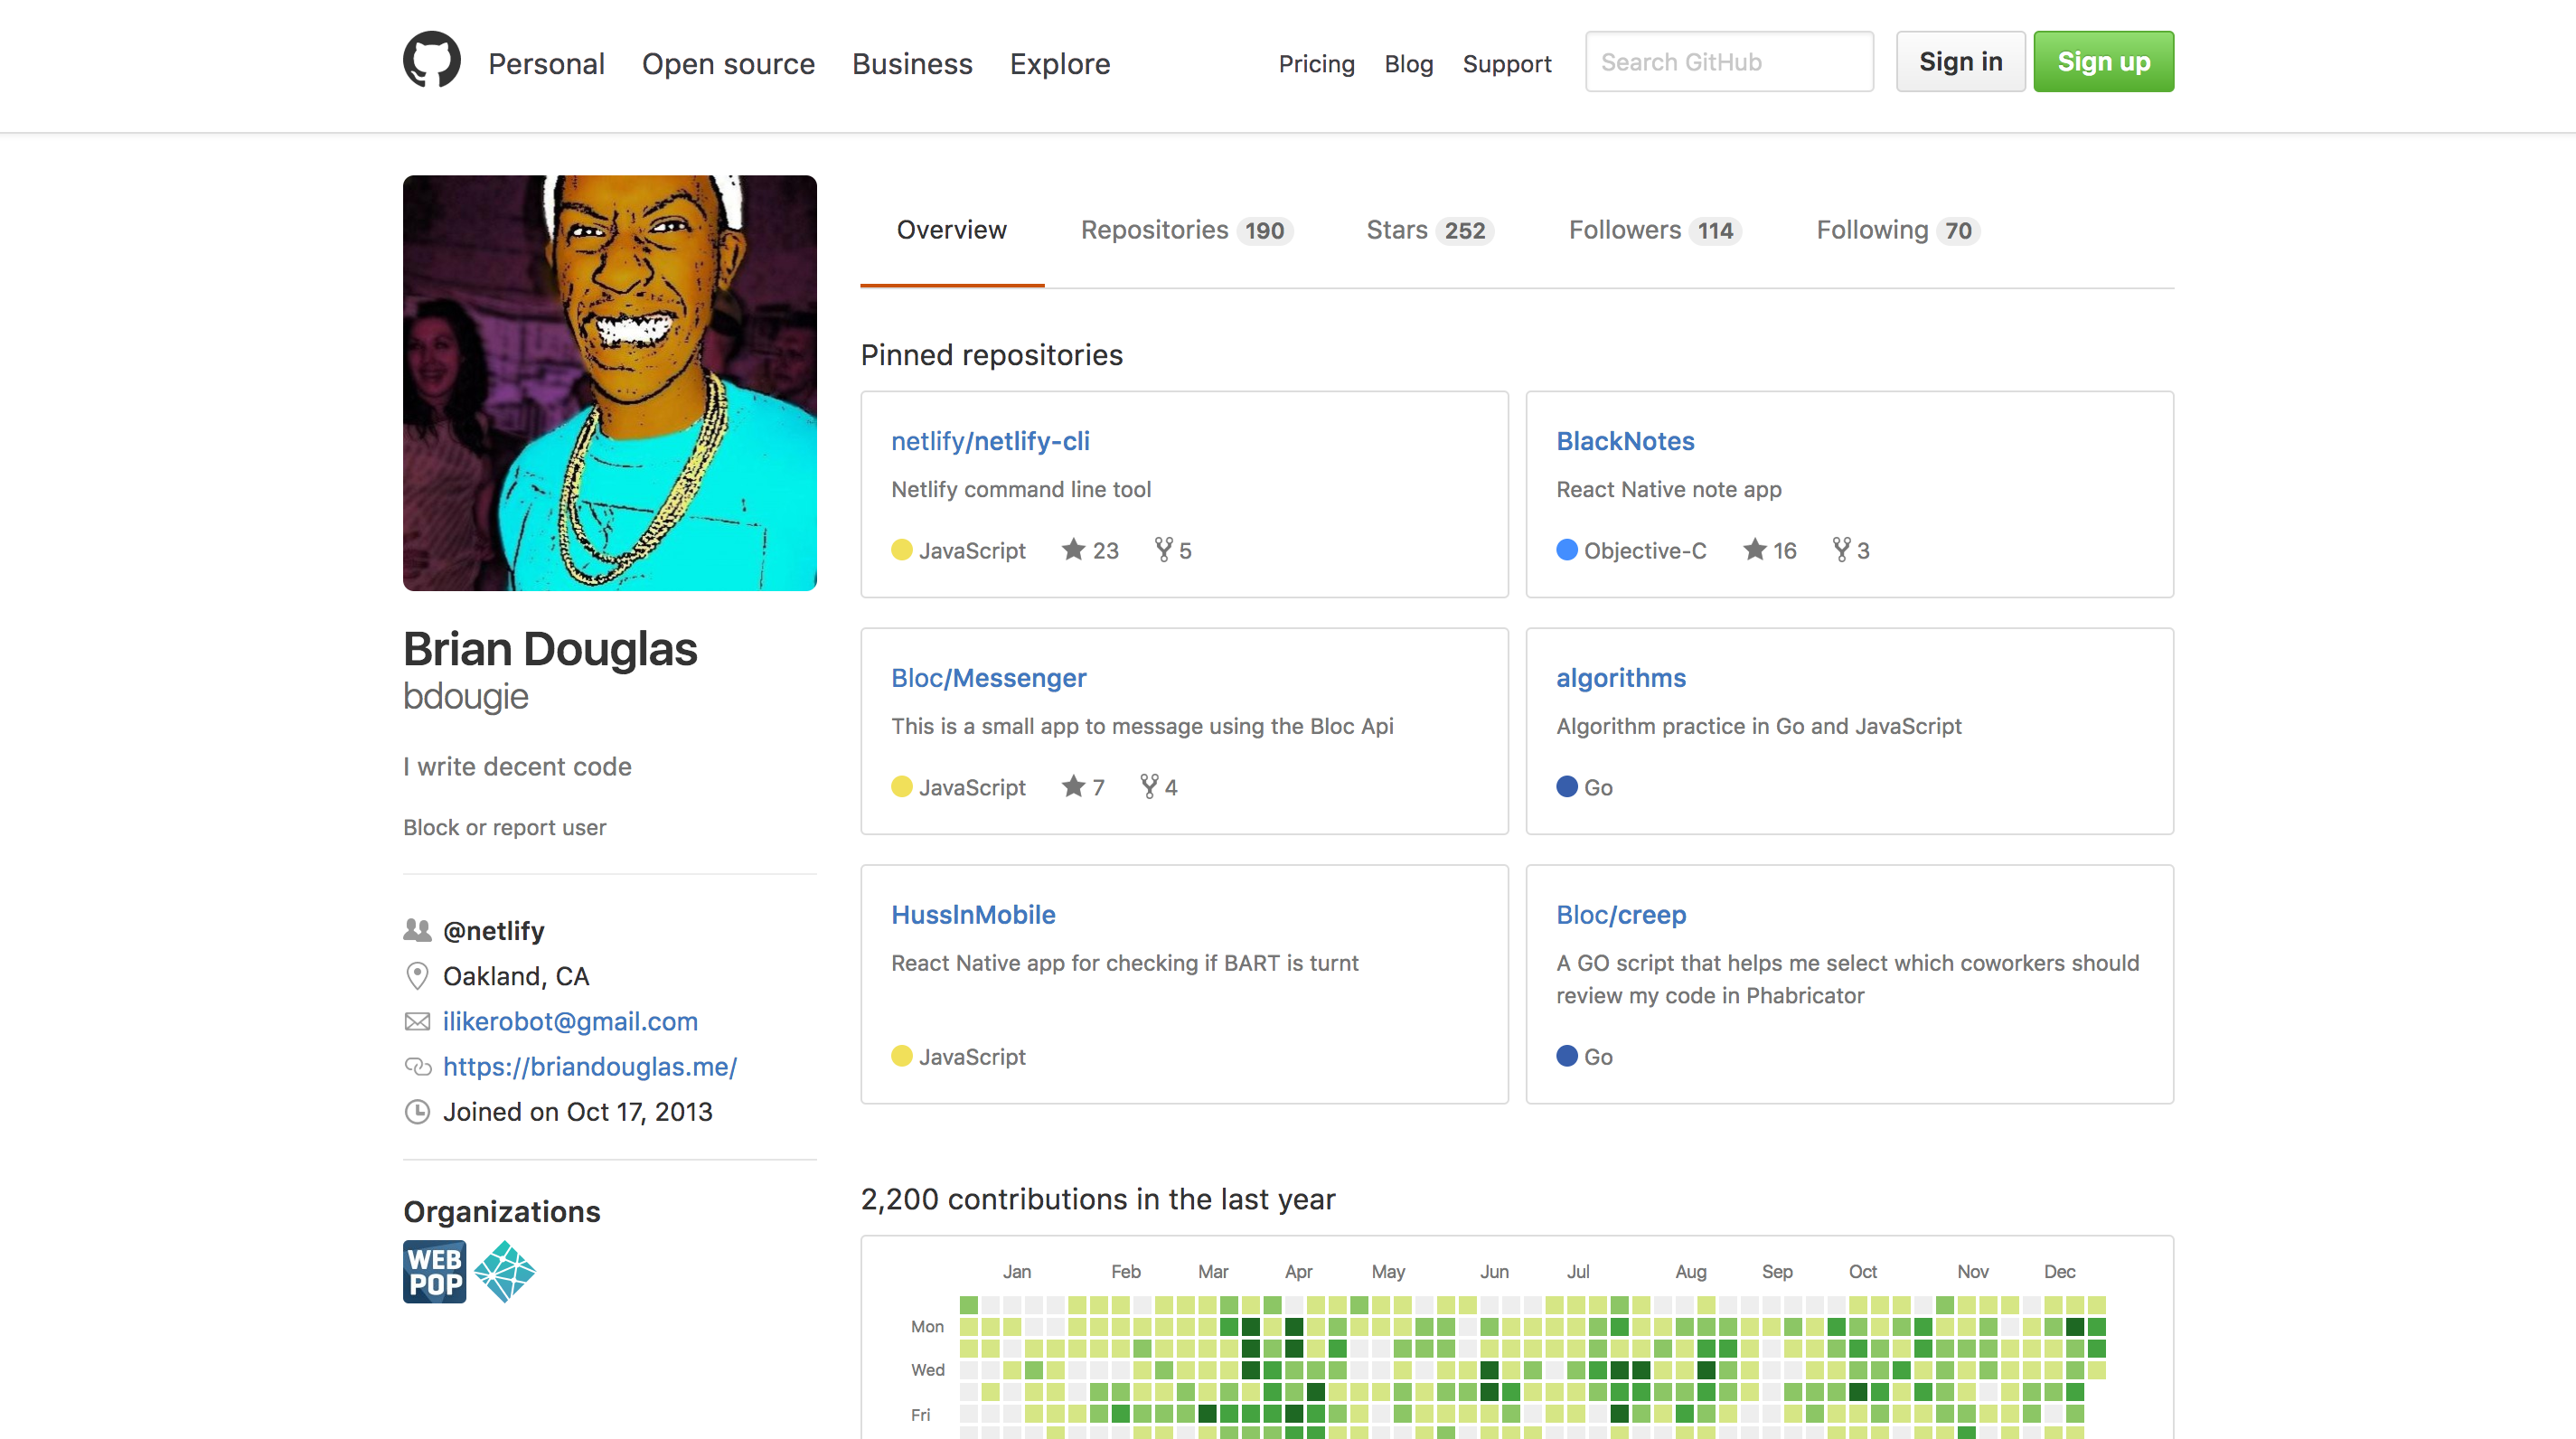 Personal Open source Business Explore Pricing Blog Support Search GitHub Sign in Sign up
Overview Repositories 190 Stars 252 Followers 114 Following 70
Brian Douglas
bdougie
I write decent code
Block or report user
@netlify
Oakland, CA
ilikerobot@gmail.com
https://briandouglas.me/
Joined on Oct 17, 2013
Organizations
WEB
POP
Pinned repositories
netlify/netlify-cli
Netlify command line tool
JavaScript 23 5
BlackNotes
React Native note app
Objective-C 16 3
Bloc/Messenger
This is a small app to message using the Bloc Api
JavaScript 7 4
algorithms
Algorithm practice in Go and JavaScript
Go
HussInMobile
React Native app for checking if BART is turnt
JavaScript
Bloc/creep
A GO script that helps me select which coworkers should
review my code in Phabricator
Go
2,200 contributions in the last year
Jan Feb Mar Apr May Jun Jul Aug Sep Oct Nov Dec
Mon
Wed
Fri